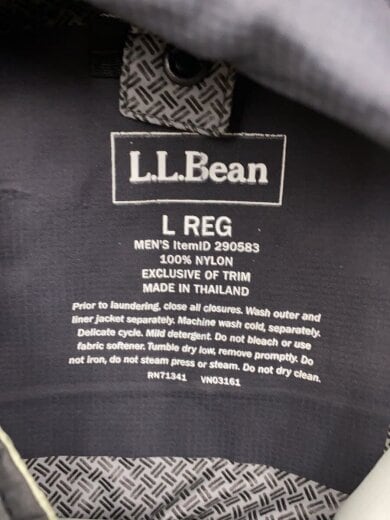 L.L.Bean
L REG
MEN'S ItemID 290583
100% NYLON
EXCLUSIVE OF TRIM
MADE IN THAILAND
Prior to laundering, close all closures. Wash outer and
liner jacket separately. Machine wash cold, separately.
Delicate cycle. Mild detergent. Do not bleach or use
fabric softener. Tumble dry low, remove promptly. Do
not iron, do not steam press or steam. Do not dry clean.
RN71341 VN03161